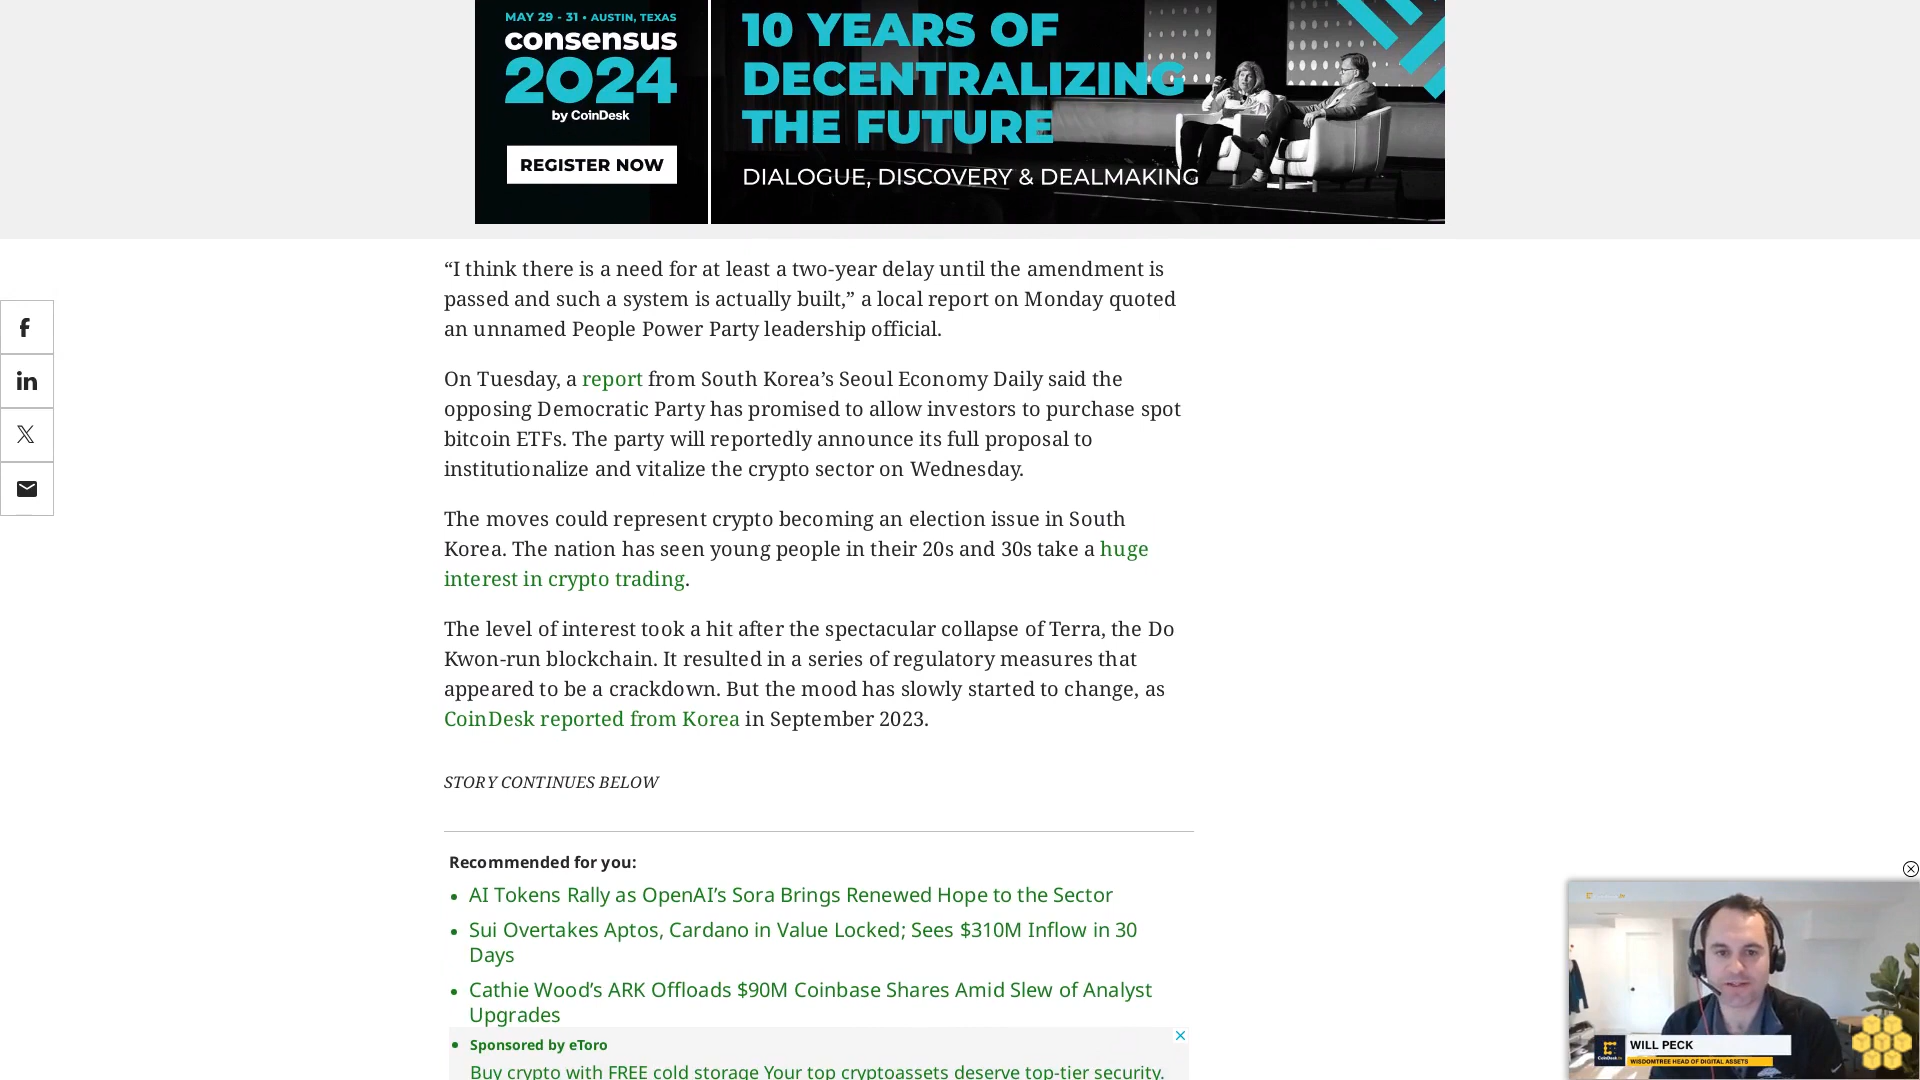 MAY 29 - 31 • AUSTIN, TEXAS
consensus
2024
by CoinDesk
REGISTER NOW
10 YEARS OF
DECENTRALIZING
THE FUTURE
DIALOGUE, DISCOVERY & DEALMAKING
“I think there is a need for at least a two-year delay until the amendment is
passed and such a system is actually built,” a local report on Monday quoted
an unnamed People Power Party leadership official.
On Tuesday, a report from South Korea’s Seoul Economy Daily said the
opposing Democratic Party has promised to allow investors to purchase spot
bitcoin ETFs. The party will reportedly announce its full proposal to
institutionalize and vitalize the crypto sector on Wednesday.
The moves could represent crypto becoming an election issue in South
Korea. The nation has seen young people in their 20s and 30s take a huge
interest in crypto trading.
The level of interest took a hit after the spectacular collapse of Terra, the Do
Kwon-run blockchain. It resulted in a series of regulatory measures that
appeared to be a crackdown. But the mood has slowly started to change, as
CoinDesk reported from Korea in September 2023.
STORY CONTINUES BELOW
Recommended for you:
• AI Tokens Rally as OpenAI’s Sora Brings Renewed Hope to the Sector
• Sui Overtakes Aptos, Cardano in Value Locked; Sees $310M Inflow in 30
Days
• Cathie Wood’s ARK Offloads $90M Coinbase Shares Amid Slew of Analyst
Upgrades
• Sponsored by eToro
Buy crypto with FREE cold storage Your top cryptoassets deserve top-tier security.
WILL PECK
WISDOMTREE HEAD OF DIGITAL ASSETS